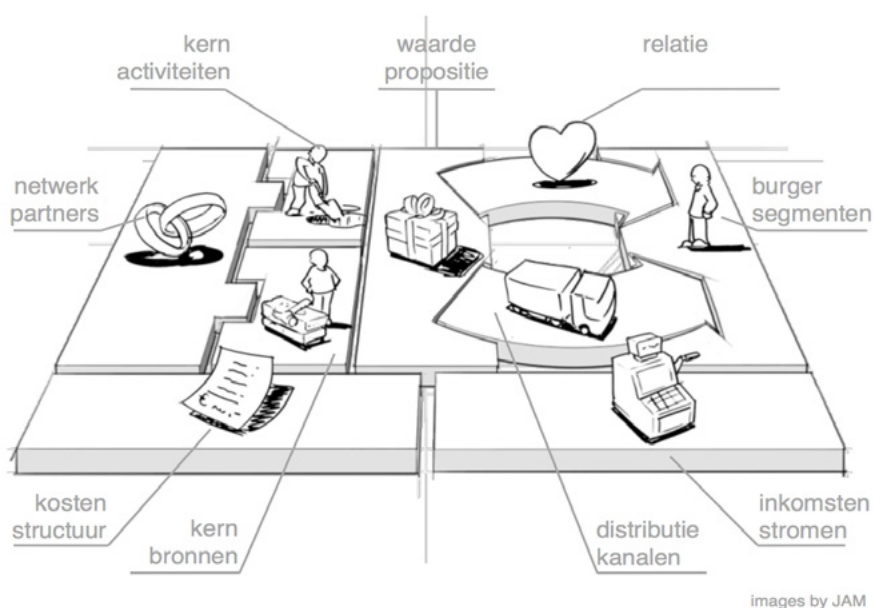 kern
activiteiten
waarde
propositie
relatie
netwerk
partners
burger
segmenten
kosten
structuur
kern
bronnen
distributie
kanalen
inkomsten
stromen
images by JAM